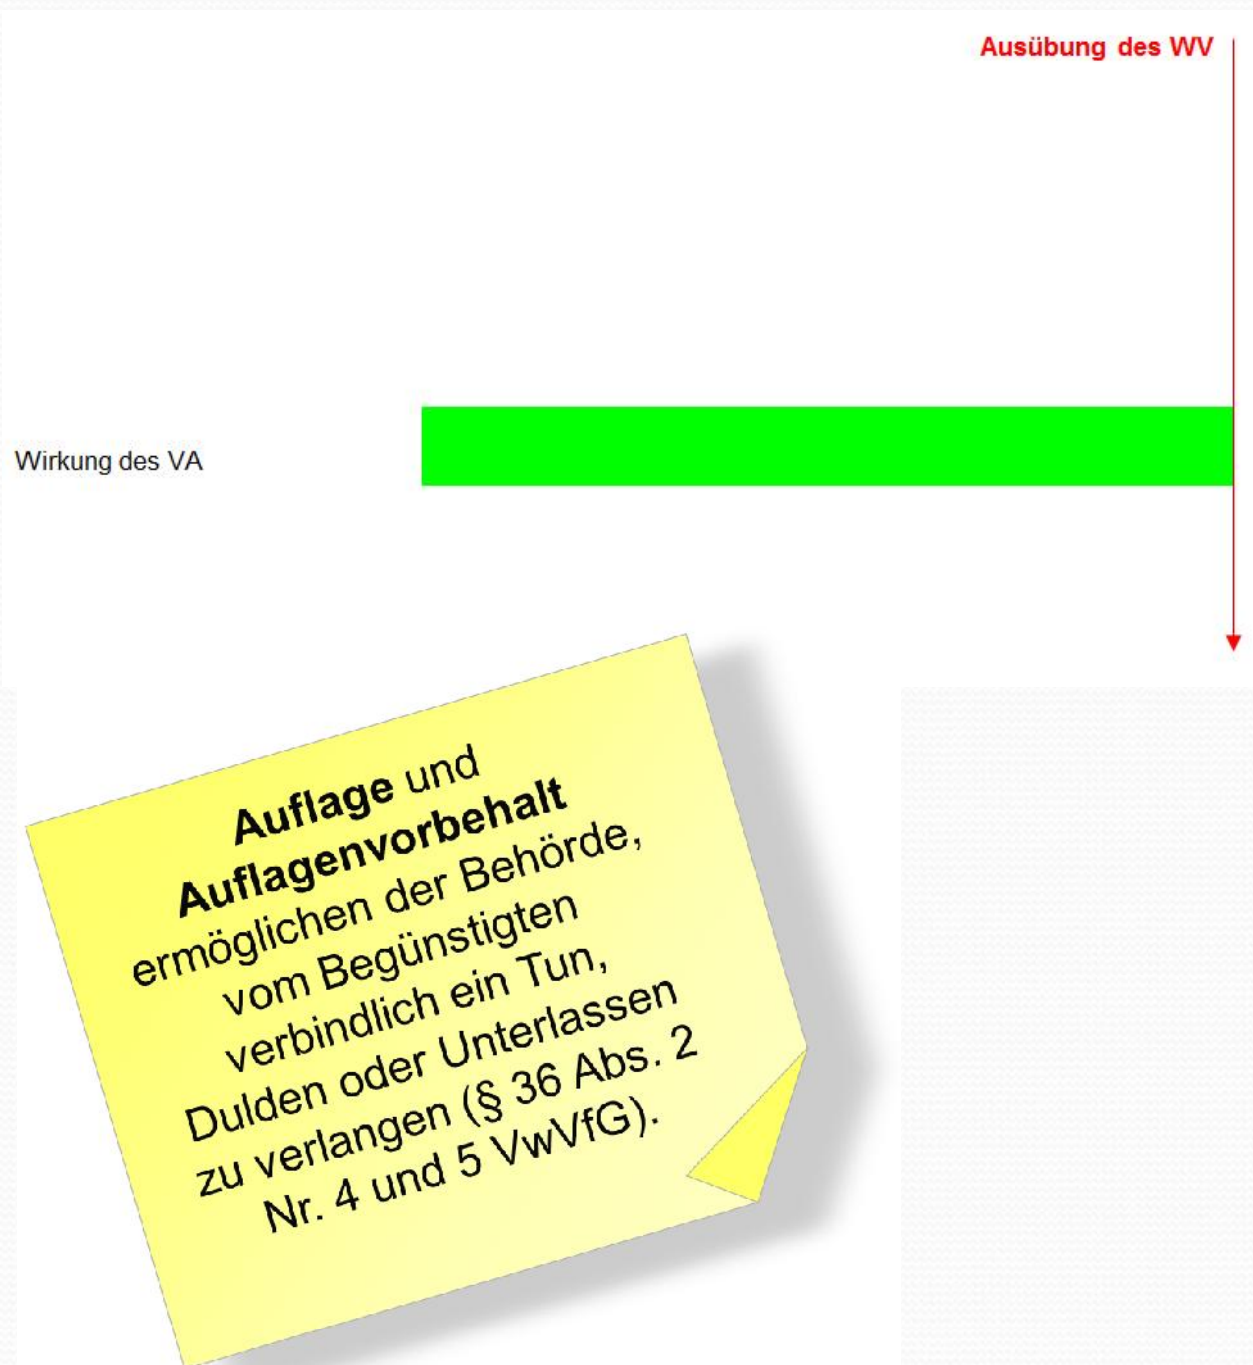 Ausübung des WV
Wirkung des VA
Auflage und
Auflagenvorbehalt
ermöglichen der Behörde,
vom Begünstigten
verbindlich ein Tun,
Dulden oder Unterlassen
zu verlangen (§ 36 Abs. 2
Nr. 4 und 5 VwVfG).